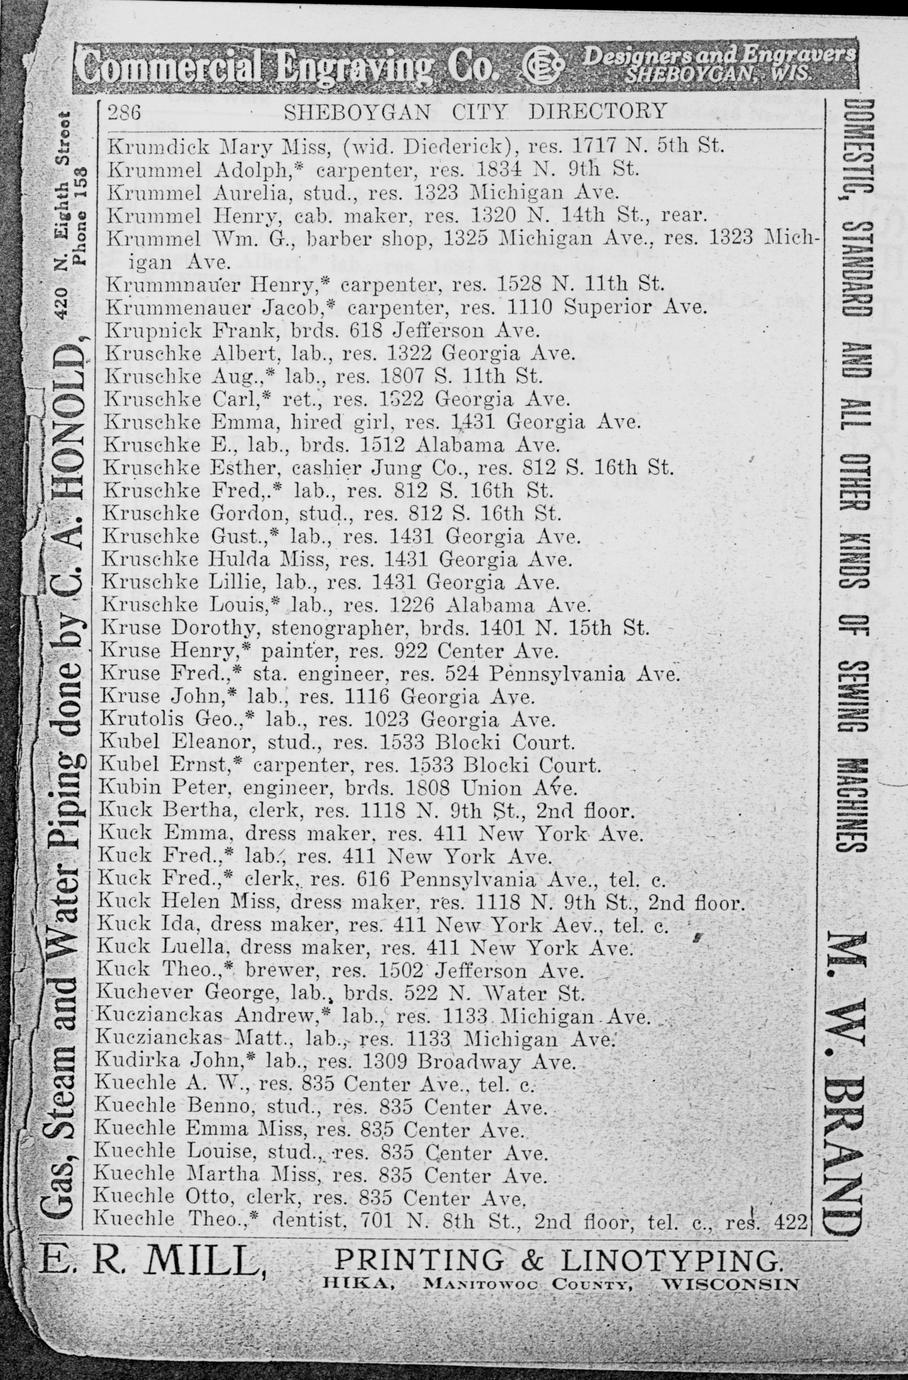 Commercial Engraving Co. CECO Designers and Engravers
SHEBOYGAN, WIS.
286 SHEBOYGAN CITY DIRECTORY
Krumdick Mary Miss, (wid. Diederick), res. 1717 N. 5th St.
Krummel Adolph,* carpenter, res. 1834 N. 9th St.
Krummel Aurelia, stud., res. 1323 Michigan Ave.
Krummel Henry, cab. maker, res. 1320 N. 14th St., rear.
Krummel Wm. G., barber shop, 1325 Michigan Ave., res. 1323 Mich-
igan Ave.
Krummnauer Henry,* carpenter, res. 1528 N. 11th St.
Krummenauer Jacob,* carpenter, res. 1110 Superior Ave.
Krupnick Frank, brds. 618 Jefferson Ave.
Kruschke Albert, lab., res. 1322 Georgia Ave.
Kruschke Aug.,* lab., res. 1807 S. 11th St.
Kruschke Carl,* ret., res. 1322 Georgia Ave.
Kruschke Emma, hired girl, res. 1431 Georgia Ave.
Kruschke E., lab., brds. 1512 Alabama Ave.
Kruschke Esther, cashier Jung Co., res. 812 S. 16th St.
Kruschke Fred,.* lab., res. 812 S. 16th St.
Kruschke Gordon, stud., res. 812 S. 16th St.
Kruschke Gust.,* lab., res. 1431 Georgia Ave.
Kruschke Hulda Miss, res. 1431 Georgia Ave.
Kruschke Lillie, lab., res. 1431 Georgia Ave.
Kruschke Louis,* lab., res. 1226 Alabama Ave.
Kruse Dorothy, stenographer, brds. 1401 N. 15th St.
Kruse Henry,* painter, res. 922 Center Ave.
Kruse Fred.,* sta. engineer, res. 524 Pennsylvania Ave.
Kruse John,* lab., res. 1116 Georgia Ave.
Krutolis Geo.,* lab., res. 1023 Georgia Ave.
Kubel Eleanor, stud., res. 1533 Blocki Court.
Kubel Ernst,* carpenter, res. 1533 Blocki Court.
Kubin Peter, engineer, brds. 1808 Union Ave.
Kuck Bertha, clerk, res. 1118 N. 9th St., 2nd floor.
Kuck Emma, dress maker, res. 411 New York Ave.
Kuck Fred.,* lab., res. 411 New York Ave.
Kuck Fred.,* clerk, res. 616 Pennsylvania Ave., tel. c.
Kuck Helen Miss, dress maker, res. 1118 N. 9th St., 2nd floor.
Kuck Ida, dress maker, res. 411 New York Aev., tel. c.
Kuck Luella, dress maker, res. 411 New York Ave.
Kuck Theo.,* brewer, res. 1502 Jefferson Ave.
Kuchever George, lab., brds. 522 N. Water St.
Kuczianckas Andrew,* lab., res. 1133 Michigan Ave.
Kuczianckas Matt., lab., res. 1133 Michigan Ave.
Kudirka John,* lab., res. 1309 Broadway Ave.
Kuechle A. W., res. 835 Center Ave., tel. c.
Kuechle Benno, stud., res. 835 Center Ave.
Kuechle Emma Miss, res. 835 Center Ave.
Kuechle Louise, stud., res. 835 Center Ave.
Kuechle Martha Miss, res. 835 Center Ave.
Kuechle Otto, clerk, res. 835 Center Ave.
Kuechle Theo.,* dentist, 701 N. 8th St., 2nd floor, tel. c., res. 422
Gas, Steam and Water Piping done by C. A. HONOLD,
420 N. Eighth Street
Phone 158
DOMESTIC, STANDARD AND ALL OTHER KINDS OF SEWING MACHINES
M. W. BRAND
E. R. MILL, PRINTING & LINOTYPING.
HIKA, MANITOWOC COUNTY, WISCONSIN